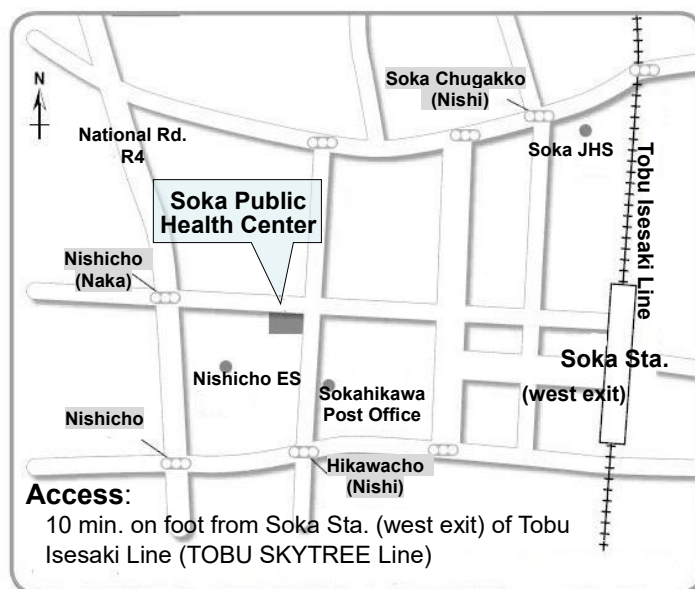 N
Soka Chugakko
(Nishi)
National Rd.
R4
Soka JHS
Tobu Isesaki Line
Soka Public
Health Center
Nishicho
(Naka)
Soka Sta.
(west exit)
Nishicho ES
Sokahikawa
Post Office
Nishicho
Hikawacho
(Nishi)
Access:
10 min. on foot from Soka Sta. (west exit) of Tobu
Isesaki Line (TOBU SKYTREE Line)